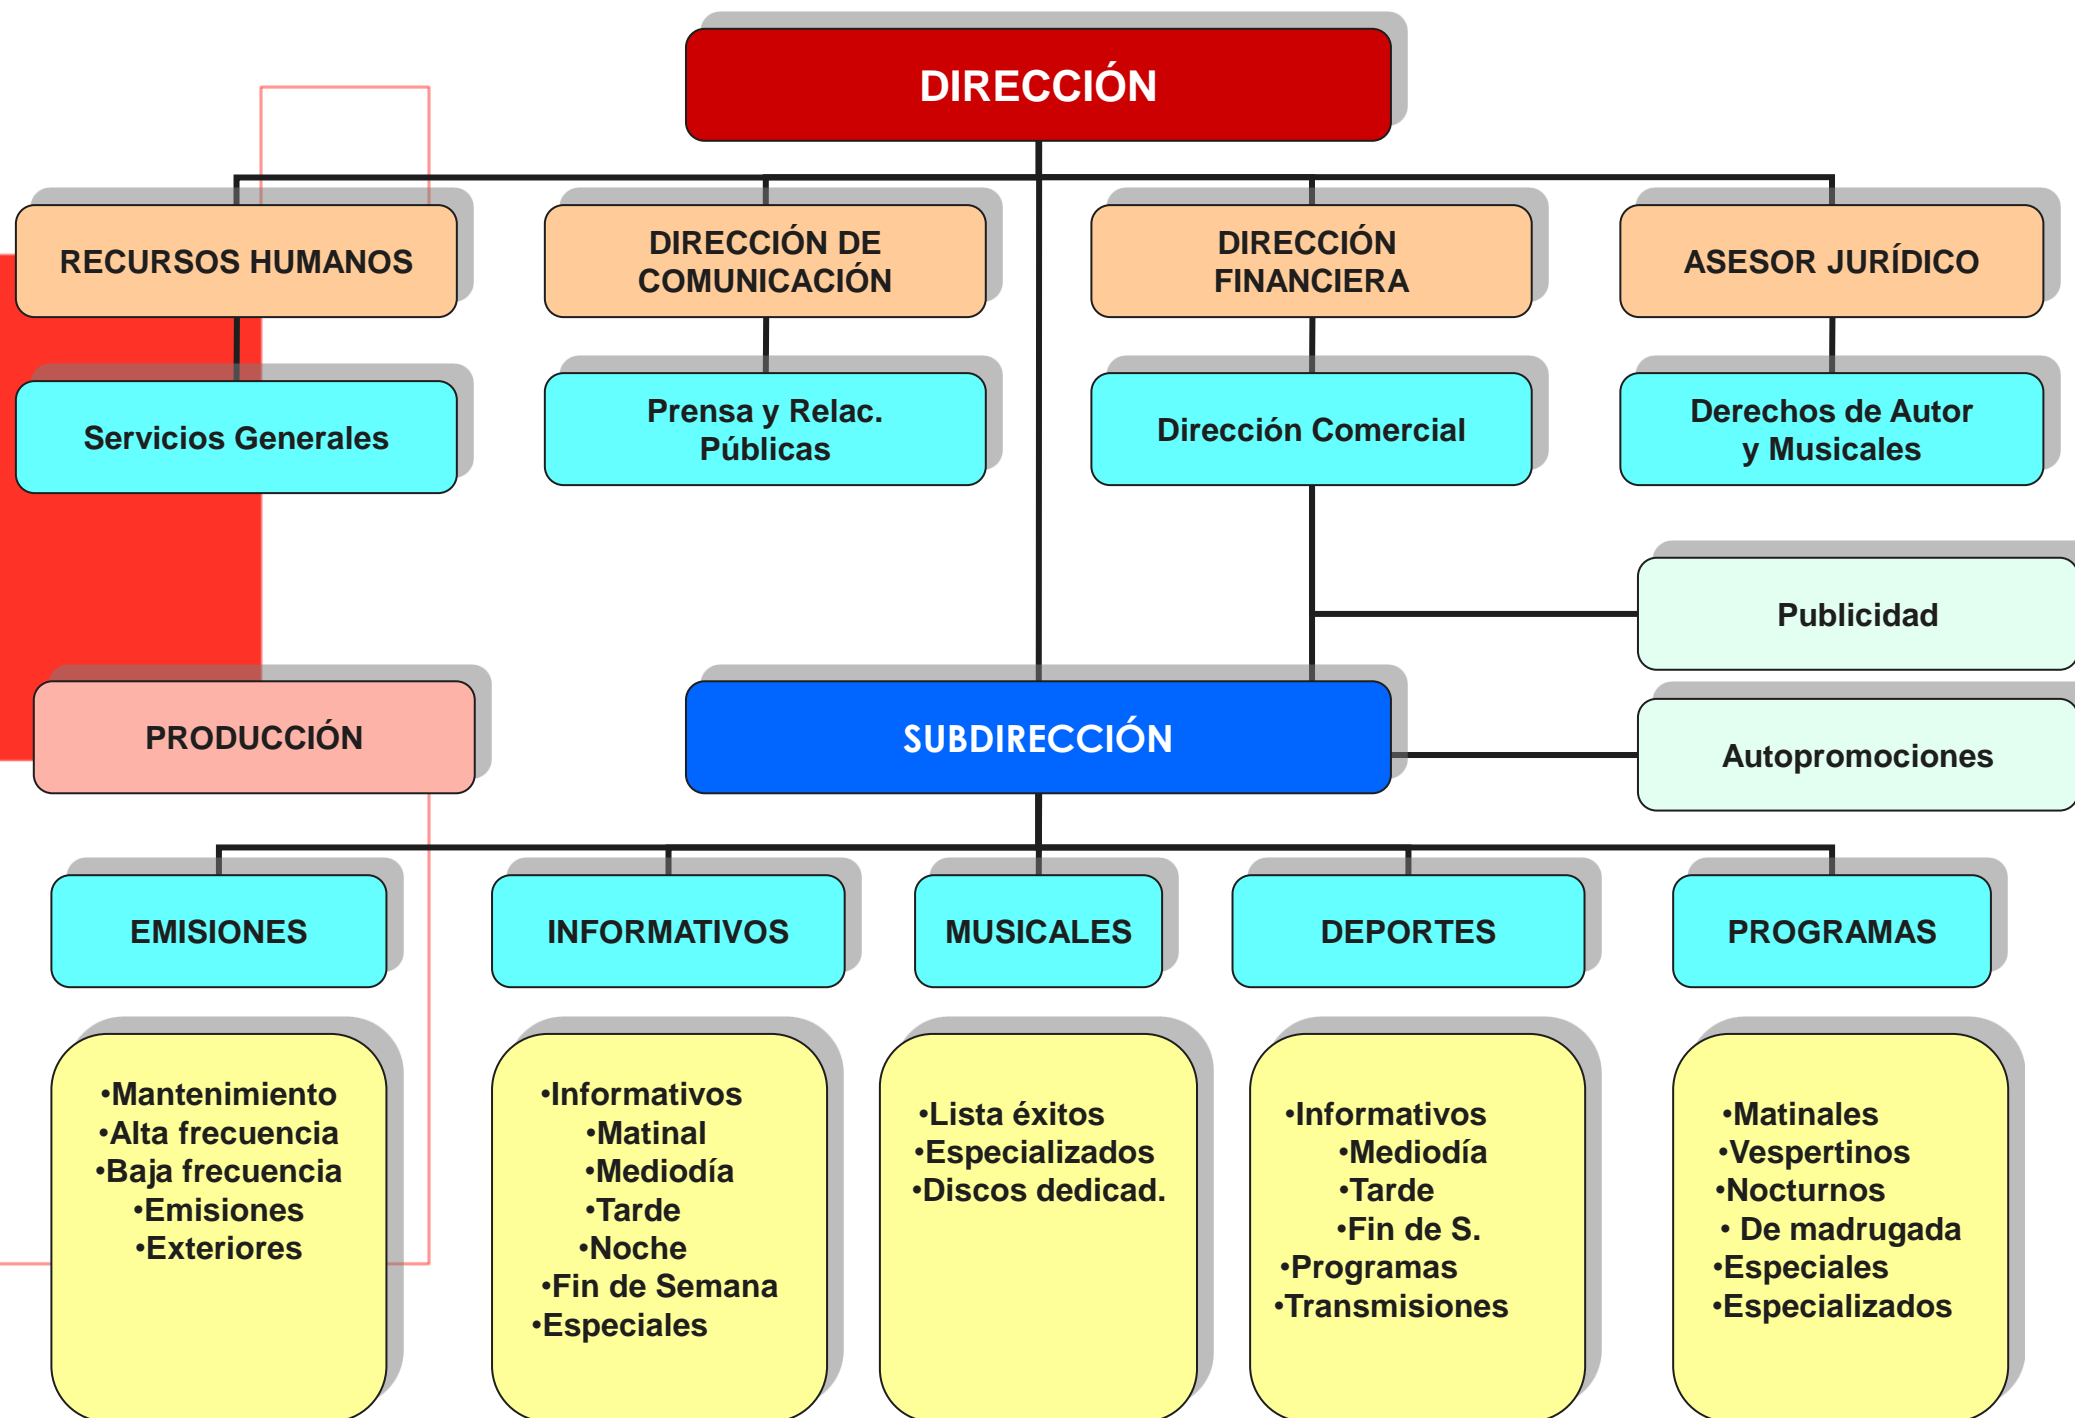 DIRECCIÓN
RECURSOS HUMANOS
DIRECCIÓN DE
COMUNICACIÓN
DIRECCIÓN
FINANCIERA
ASESOR JURÍDICO
Servicios Generales
Prensa y Relac.
Públicas
Dirección Comercial
Derechos de Autor
y Musicales
Publicidad
PRODUCCIÓN
SUBDIRECCIÓN
Autopromociones
EMISIONES
INFORMATIVOS
MUSICALES
DEPORTES
PROGRAMAS
•Mantenimiento
•Alta frecuencia
•Baja frecuencia
•Emisiones
•Exteriores
•Informativos
•Matinal
•Mediodía
•Tarde
•Noche
•Fin de Semana
•Especiales
•Lista éxitos
•Especializados
•Discos dedicad.
•Informativos
•Mediodía
•Tarde
•Fin de S.
•Programas
•Transmisiones
•Matinales
•Vespertinos
•Nocturnos
• De madrugada
•Especiales
•Especializados